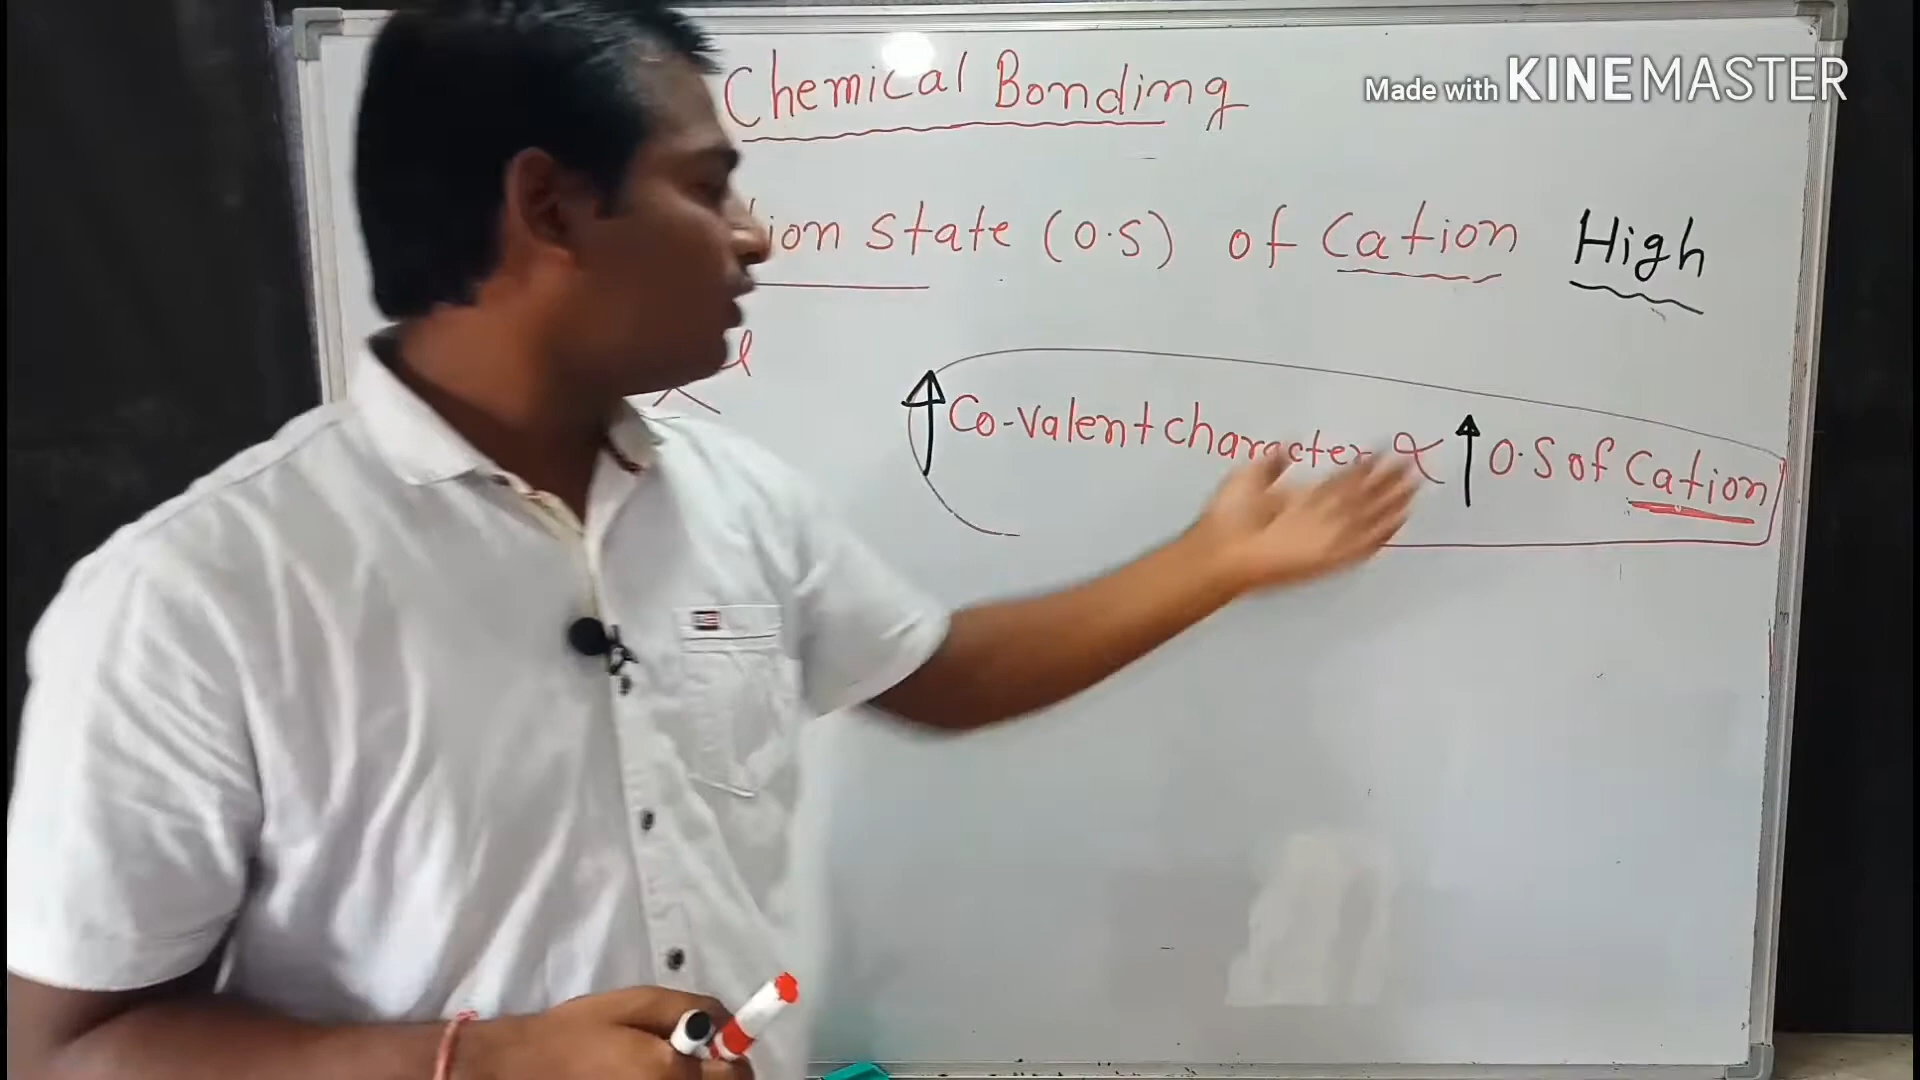 Chemical Bonding
Made with KINEMASTER
ion state (O.S) of Cation High
Co-valent character ∝ O.S of Cation